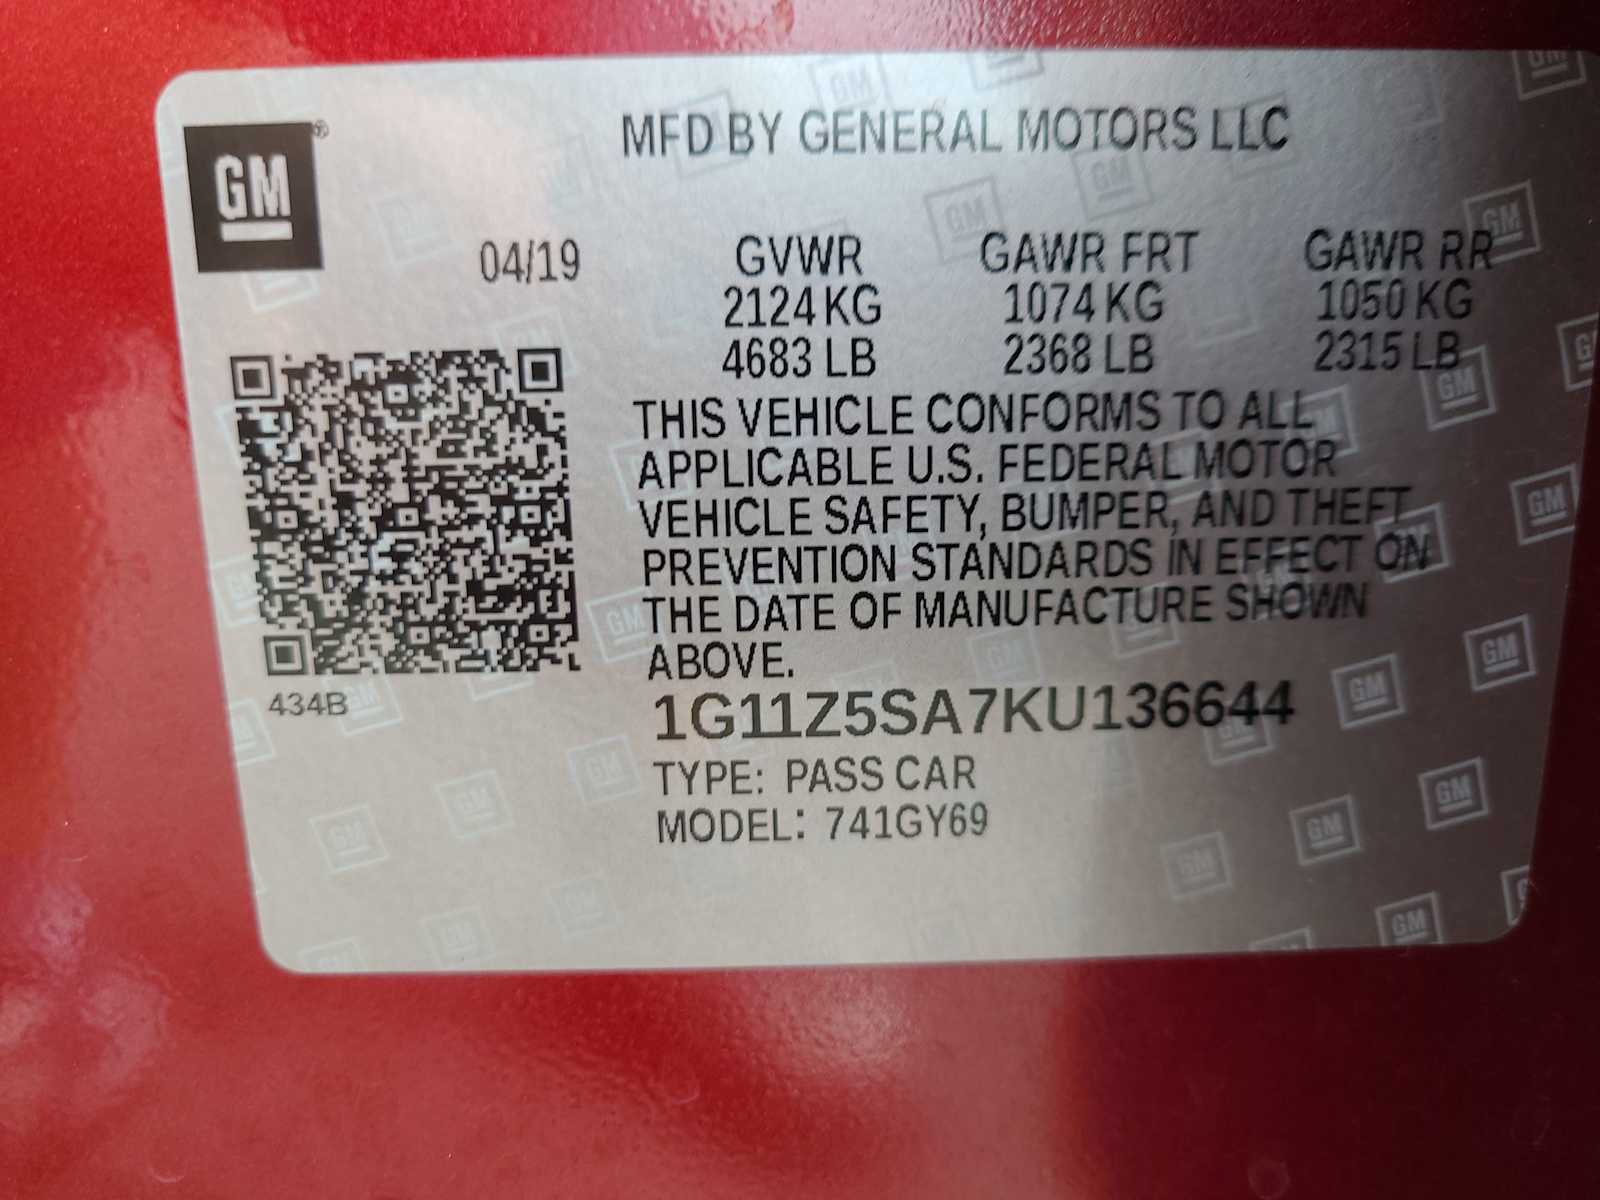 GM®
MFD BY GENERAL MOTORS LLC
04/19 GVWR GAWR FRT GAWR RR
2124 KG 1074 KG 1050 KG
4683 LB 2368 LB 2315 LB
THIS VEHICLE CONFORMS TO ALL
APPLICABLE U.S. FEDERAL MOTOR
VEHICLE SAFETY, BUMPER, AND THEFT
PREVENTION STANDARDS IN EFFECT ON
THE DATE OF MANUFACTURE SHOWN
ABOVE.
434B
1G11Z5SA7KU136644
TYPE: PASS CAR
MODEL: 741GY69